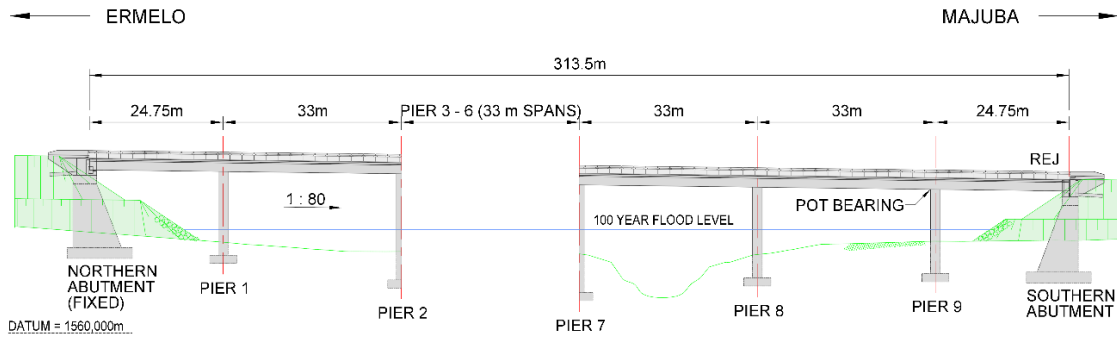 ERMELO
MAJUBA
313.5m
24.75m
33m
PIER 3 - 6 (33 m SPANS)
33m
33m
24.75m
REJ
1 : 80
POT BEARING
100 YEAR FLOOD LEVEL
NORTHERN
ABUTMENT
(FIXED)
PIER 1
PIER 2
PIER 7
PIER 8
PIER 9
SOUTHERN
ABUTMENT
DATUM = 1560,000m